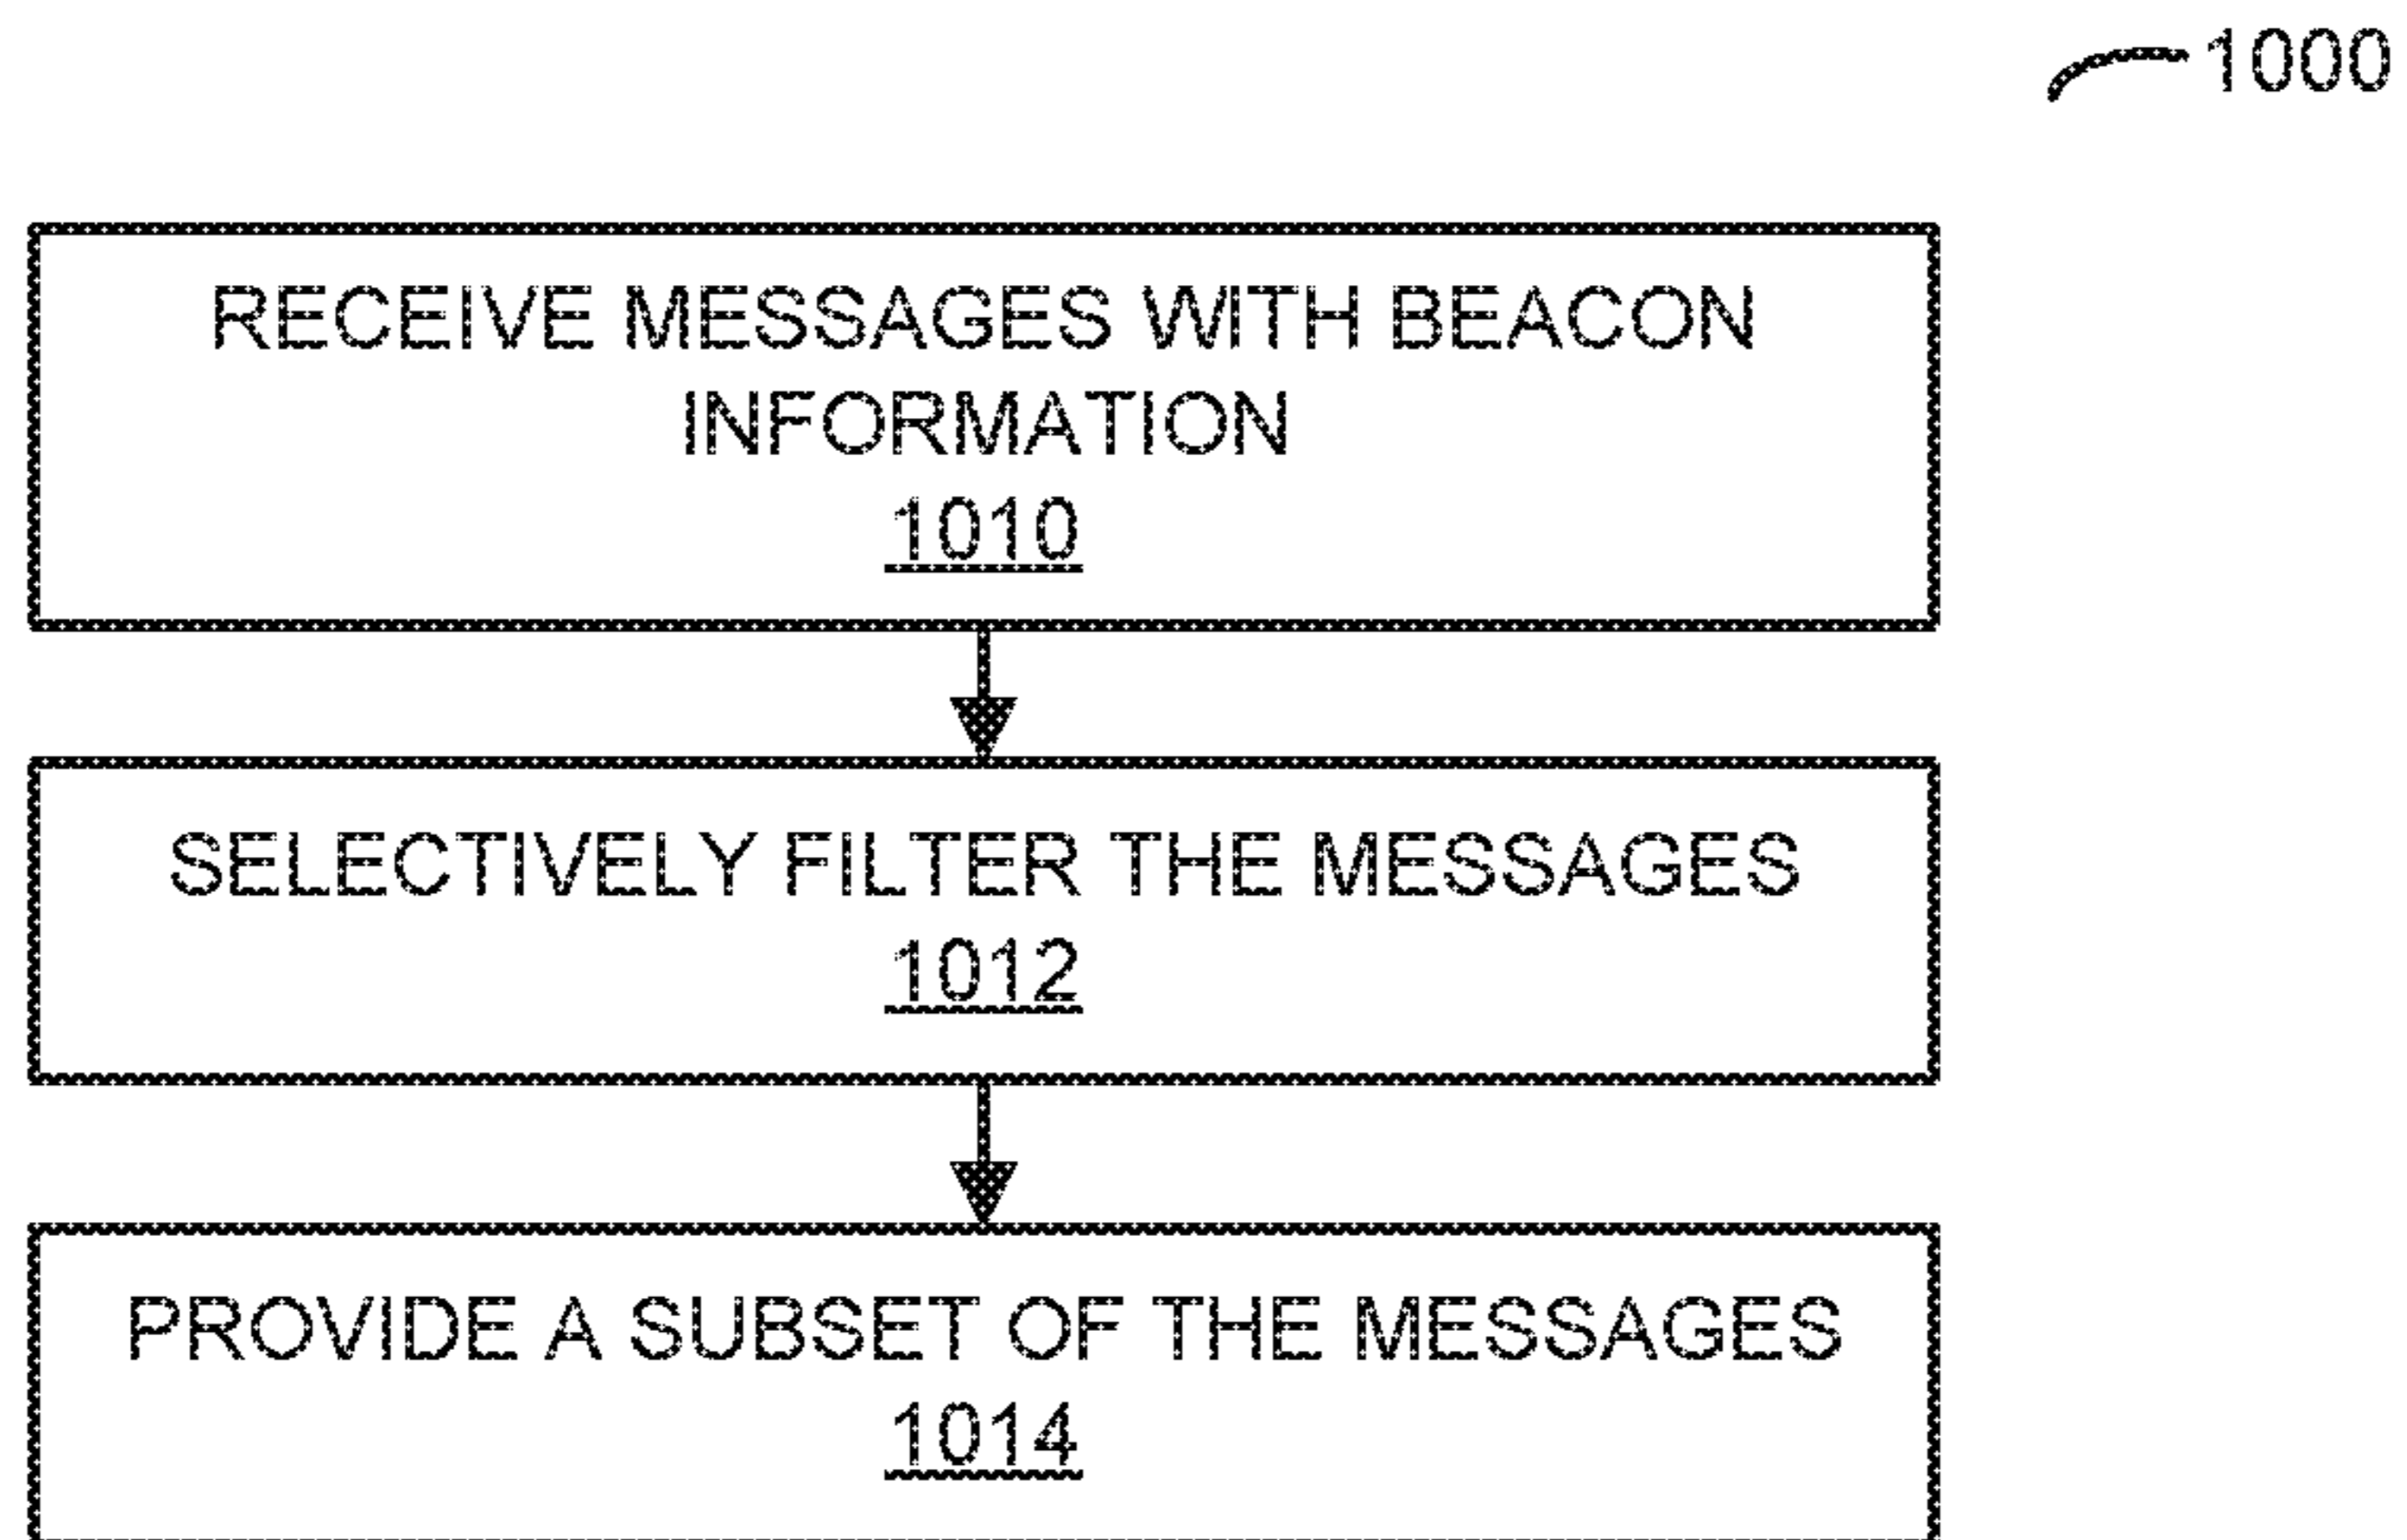 1000
RECEIVE MESSAGES WITH BEACON
INFORMATION
1010
SELECTIVELY FILTER THE MESSAGES
1012
PROVIDE A SUBSET OF THE MESSAGES
1014